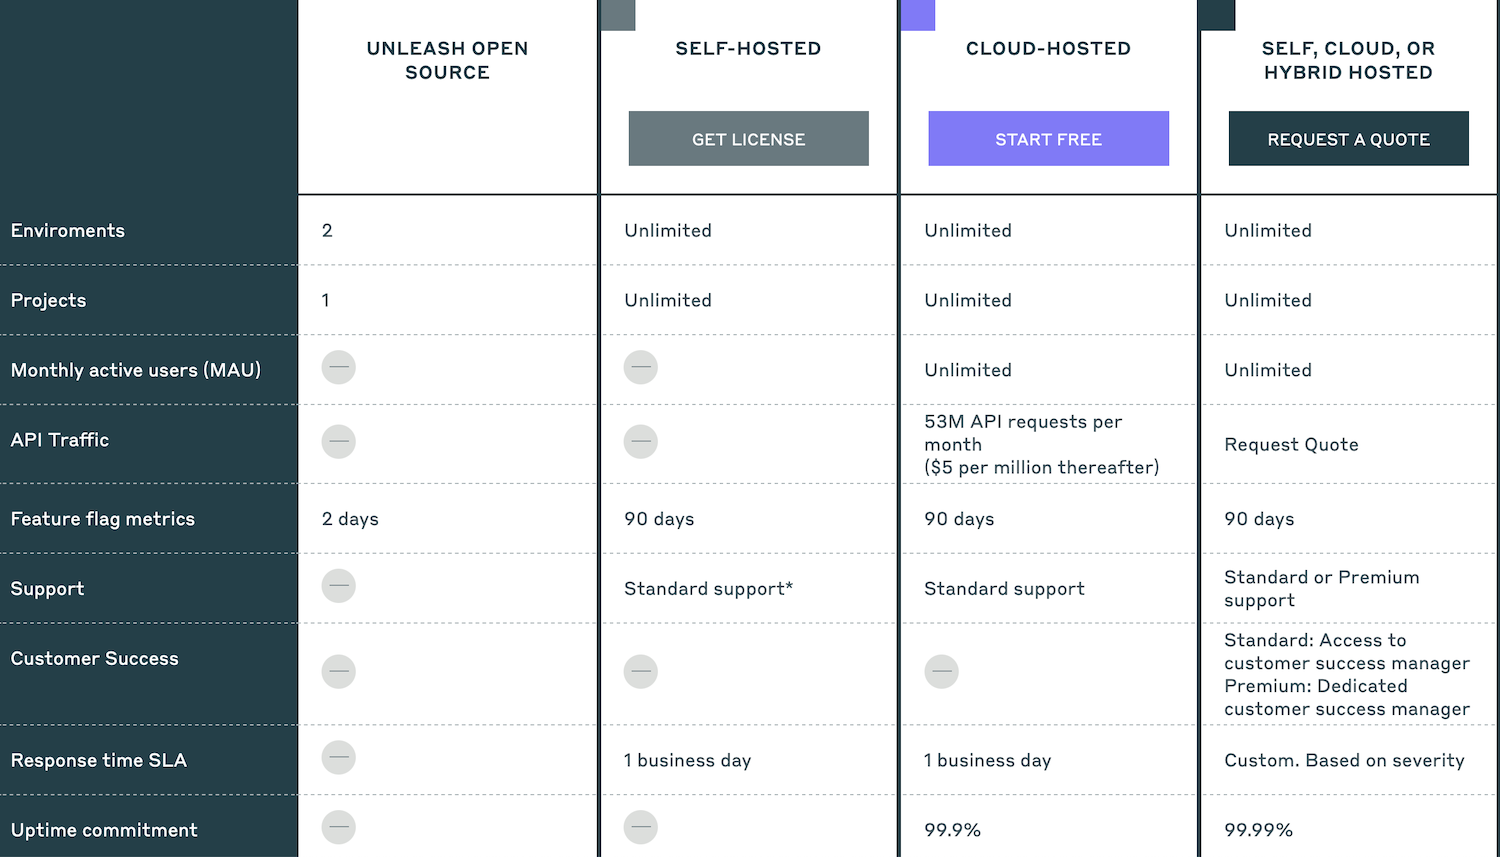 UNLEASH OPEN
SOURCE
SELF-HOSTED
CLOUD-HOSTED
SELF, CLOUD, OR
HYBRID HOSTED
GET LICENSE
START FREE
REQUEST A QUOTE
Enviroments
2
Unlimited
Unlimited
Unlimited
Projects
1
Unlimited
Unlimited
Unlimited
Monthly active users (MAU)
Unlimited
Unlimited
API Traffic
53M API requests per
month
($5 per million thereafter)
Request Quote
Feature flag metrics
2 days
90 days
90 days
90 days
Support
Standard support*
Standard support
Standard or Premium
support
Customer Success
Standard: Access to
customer success manager
Premium: Dedicated
customer success manager
Response time SLA
1 business day
1 business day
Custom. Based on severity
Uptime commitment
99.9%
99.99%